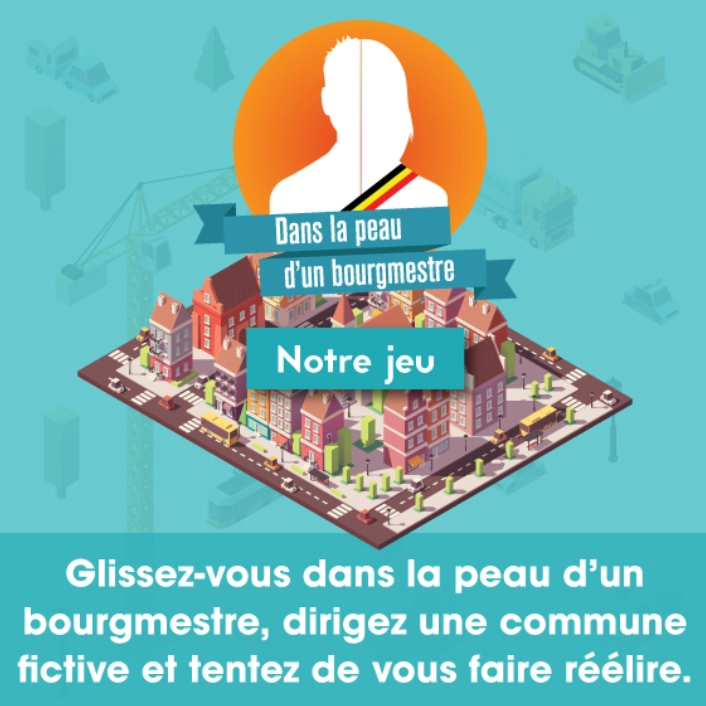 Dans la peau
d'un bourgmestre
Notre jeu
Glissez-vous dans la peau d'un
bourgmestre, dirigez une commune
fictive et tentez de vous faire réélire.